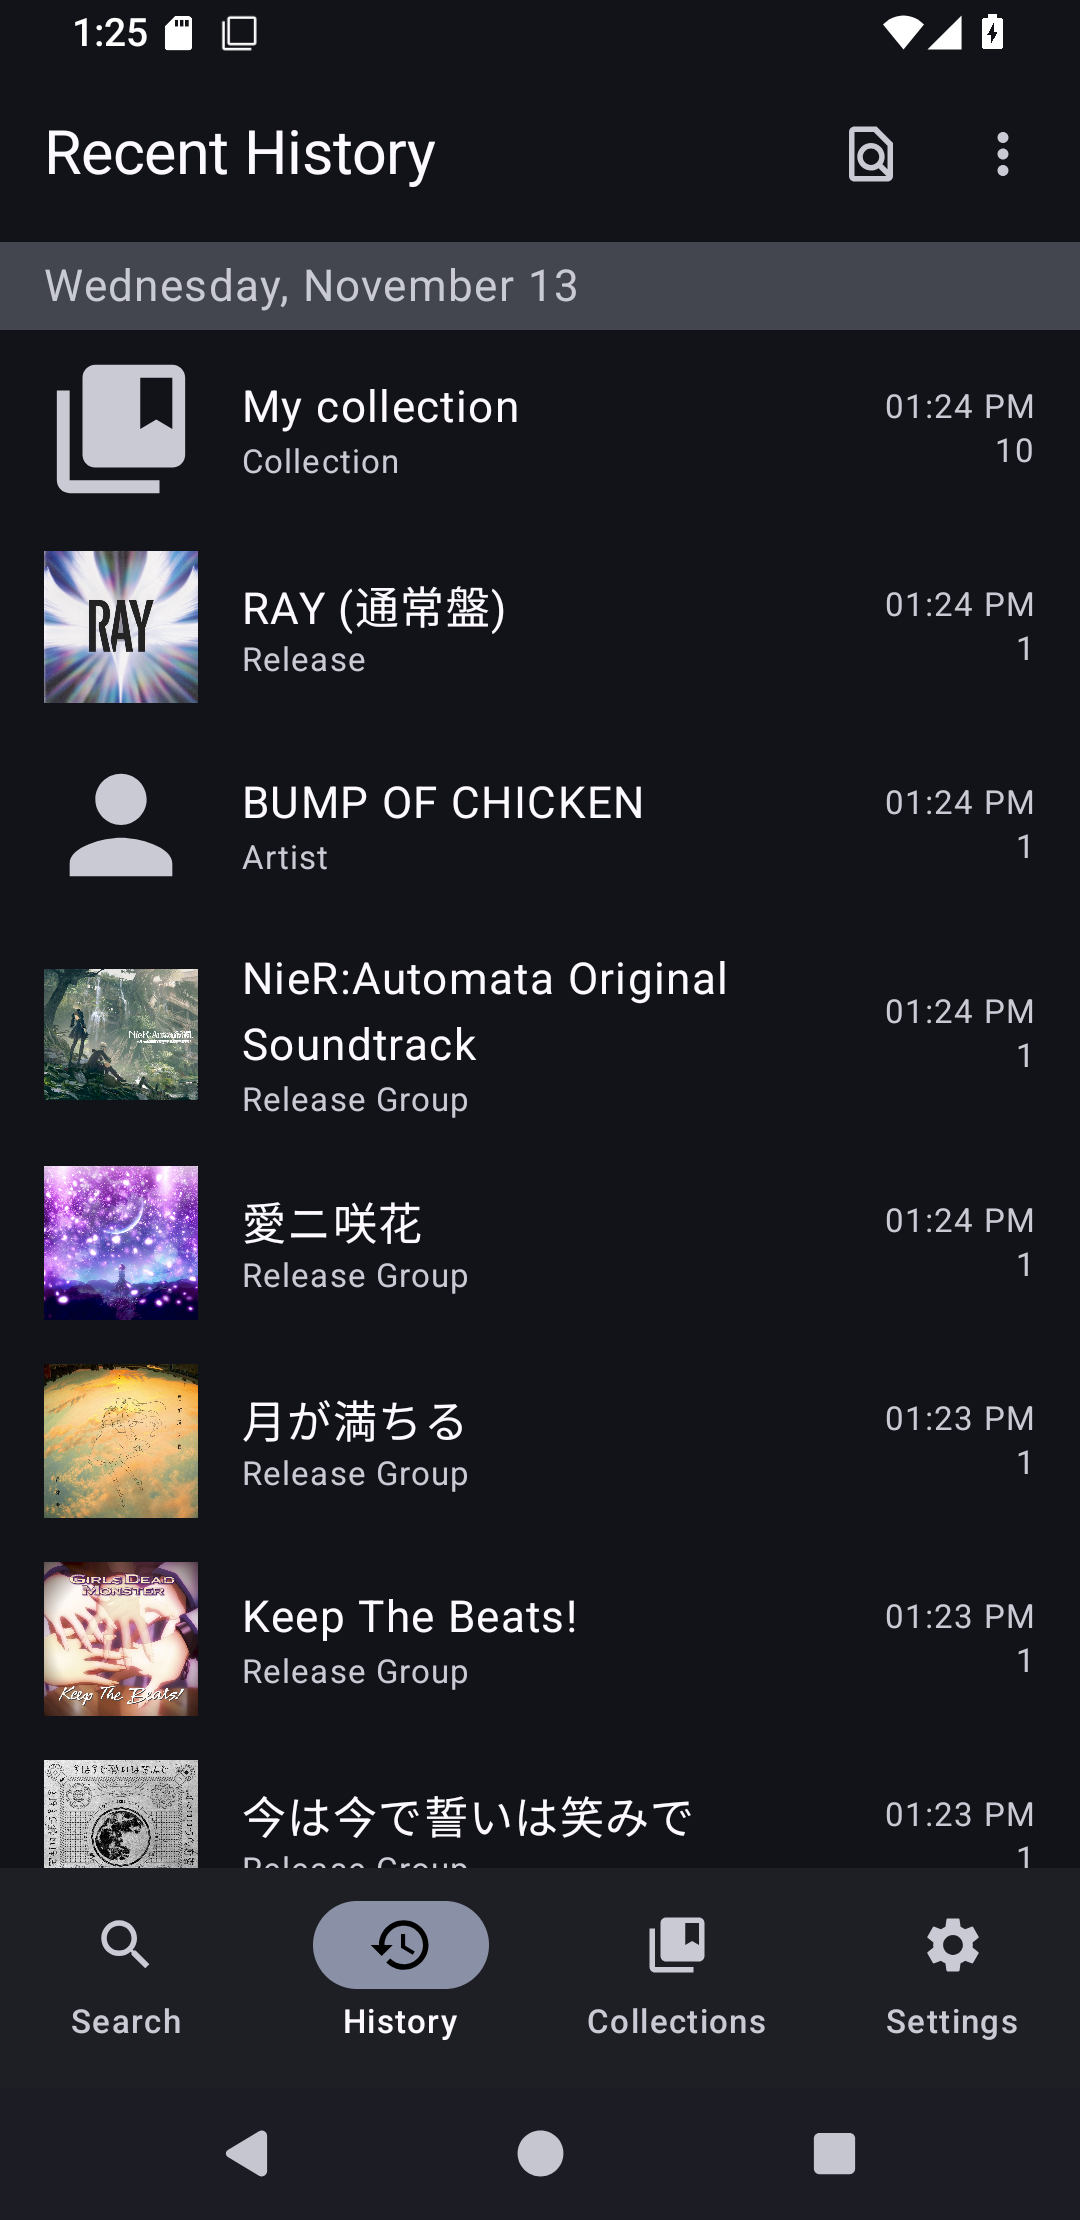 1:25
Recent History
Wednesday, November 13
My collection
01:24 PM
Collection
10
RAY
RAY (通常盤)
01:24 PM
Release
1
BUMP OF CHICKEN
01:24 PM
Artist
1
NieR:Automata Original
Soundtrack
01:24 PM
Release Group
1
NieR:Automata
愛ニ咲花
01:24 PM
Release Group
1
月が満ちる
01:23 PM
Release Group
1
GIRLS DEAD
MONSTER
Keep The Beats!
Keep The Beats!
01:23 PM
Release Group
1
今は今で誓いは笑みで
01:23 PM
Release Group
1
Search
History
Collections
Settings